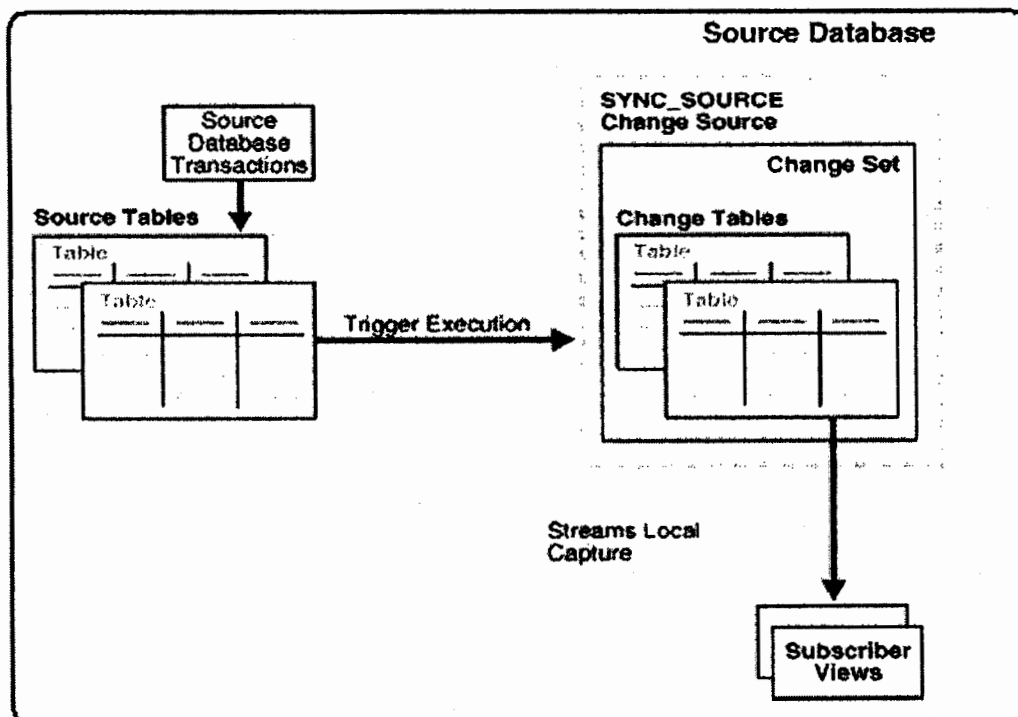 Source Database
SYNC_SOURCE
Change Source
Source
Database
Transactions
Change Set
Source Tables
Change Tables
Table
Table
Table
Table
Trigger Execution
Streams Local
Capture
Subscriber
Views